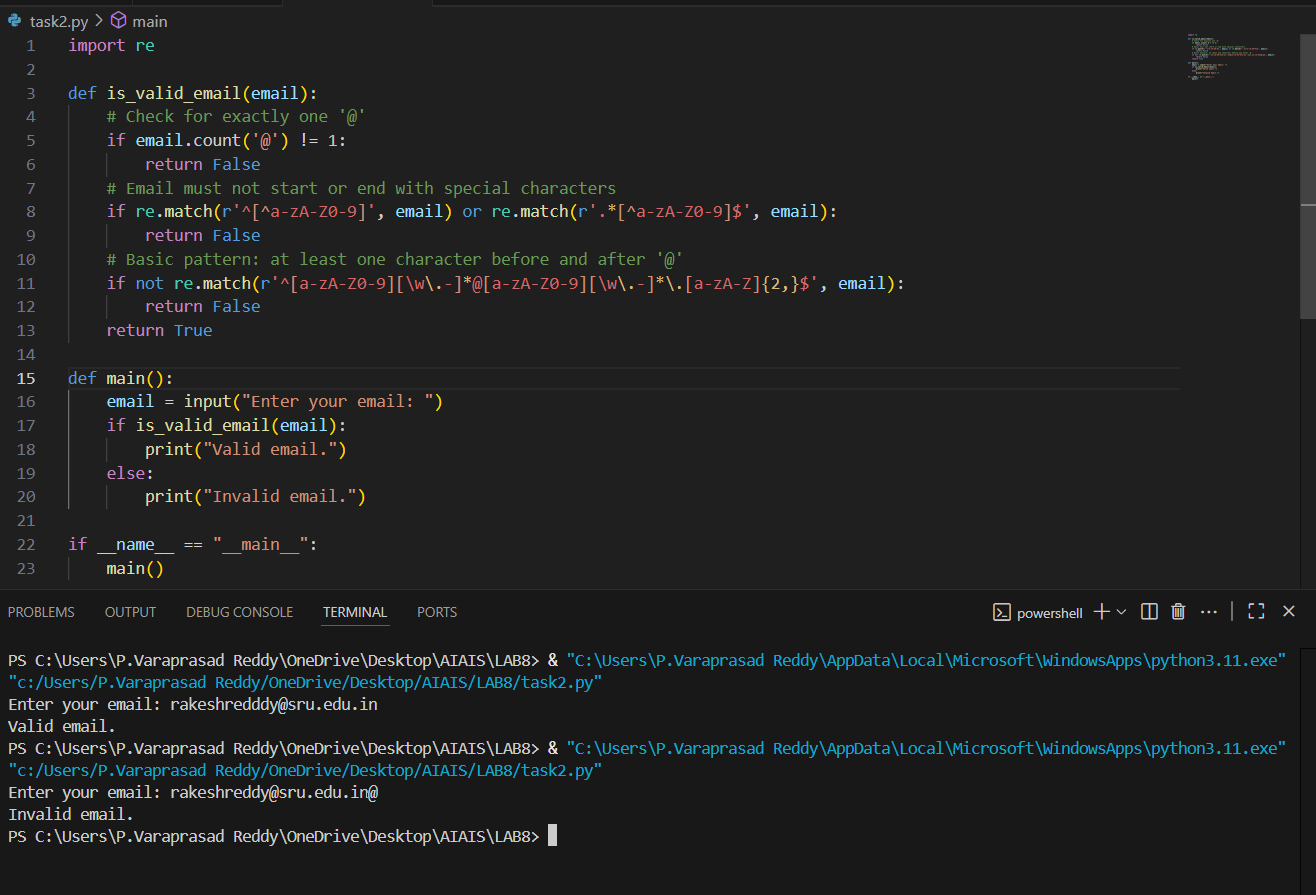 task2.py > main
1 import re
2
3 def is_valid_email(email):
4     # Check for exactly one '@'
5     if email.count('@') != 1:
6         return False
7     # Email must not start or end with special characters
8     if re.match(r'^[^a-zA-Z0-9]', email) or re.match(r'.*[^a-zA-Z0-9]$', email):
9         return False
10     # Basic pattern: at least one character before and after '@'
11     if not re.match(r'^[a-zA-Z0-9][\w\.-]*@[a-zA-Z0-9][\w\.-]*\.[a-zA-Z]{2,}$', email):
12         return False
13     return True
14
15 def main():
16     email = input("Enter your email: ")
17     if is_valid_email(email):
18         print("Valid email.")
19     else:
20         print("Invalid email.")
21
22 if __name__ == "__main__":
23     main()
PROBLEMS OUTPUT DEBUG CONSOLE TERMINAL PORTS powershell
PS C:\Users\P.Varaprasad Reddy\OneDrive\Desktop\AIAIS\LAB8> & "C:\Users\P.Varaprasad Reddy\AppData\Local\Microsoft\WindowsApps\python3.11.exe"
"c:/Users/P.Varaprasad Reddy/OneDrive/Desktop/AIAIS/LAB8/task2.py"
Enter your email: rakeshredddy@sru.edu.in
Valid email.
PS C:\Users\P.Varaprasad Reddy\OneDrive\Desktop\AIAIS\LAB8> & "C:\Users\P.Varaprasad Reddy\AppData\Local\Microsoft\WindowsApps\python3.11.exe"
"c:/Users/P.Varaprasad Reddy/OneDrive/Desktop/AIAIS/LAB8/task2.py"
Enter your email: rakeshreddy@sru.edu.in@
Invalid email.
PS C:\Users\P.Varaprasad Reddy\OneDrive\Desktop\AIAIS\LAB8>